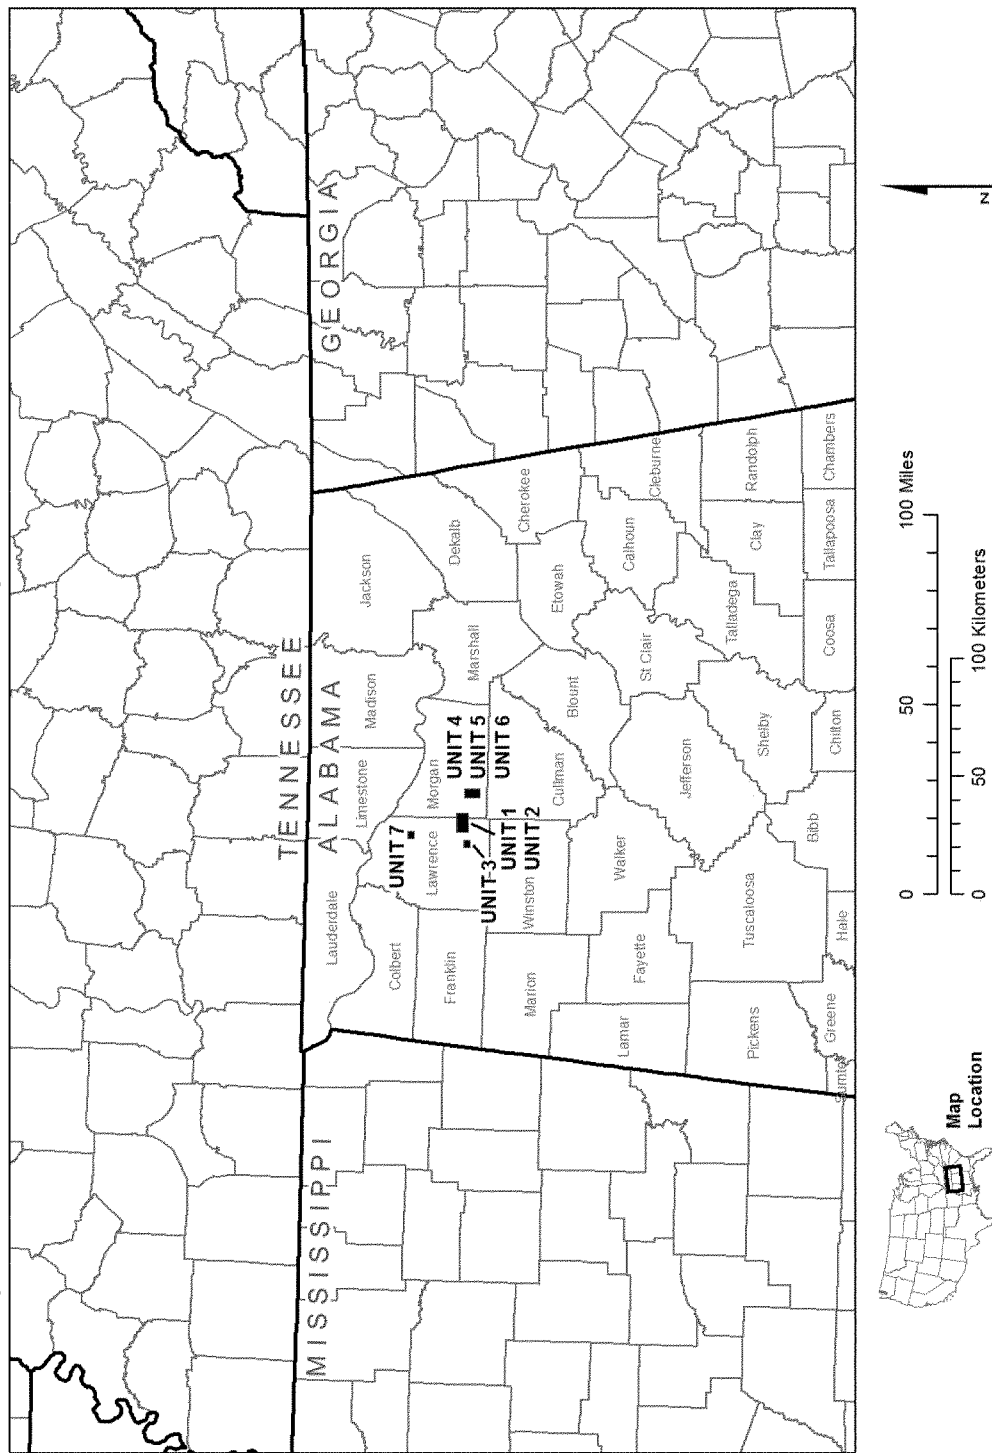 TENNESSEE
ALABAMA
MISSISSIPPI
GEORGIA
Lauderdale
Limestone
Madison
Jackson
Colbert
Lawrence
Morgan
Marshall
Dekalb
Franklin
Marion
Winston
Cullman
Blount
Etowah
Cherokee
Lamar
Fayette
Walker
Jefferson
St Clair
Calhoun
Cleburne
Pickens
Tuscaloosa
Shelby
Talladega
Clay
Randolph
Greene
Hale
Bibb
Chilton
Coosa
Tallapoosa
Chambers
Sumter
UNIT 7
UNIT 4
UNIT 5
UNIT 6
UNIT 3
UNIT 1
UNIT 2
Map
Location
0 50 100 Miles
0 50 100 Kilometers
N